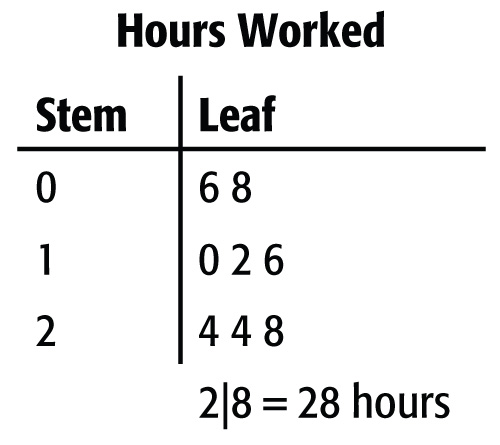 Hours Worked
Stem Leaf
0 6 8
1 0 2 6
2 4 4 8
2|8 = 28 hours